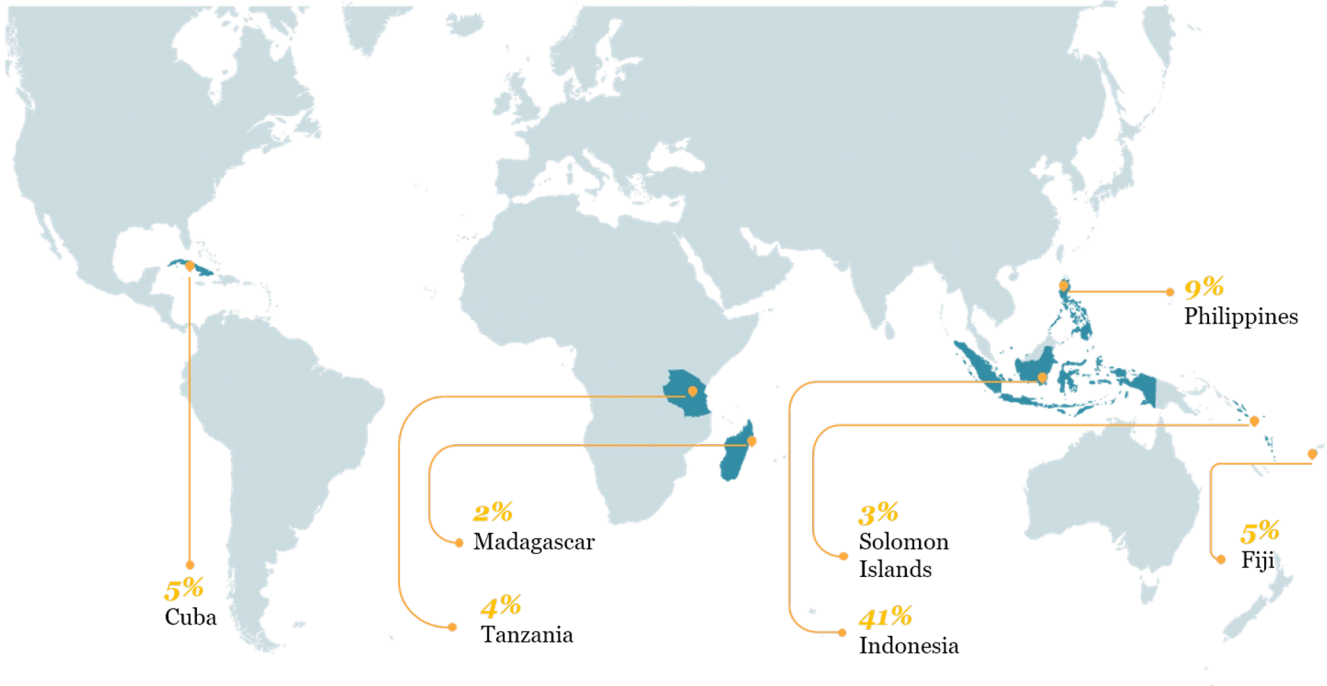 9%
Philippines
2%
Madagascar
3%
Solomon
Islands
5%
Fiji
5%
Cuba
4%
Tanzania
41%
Indonesia